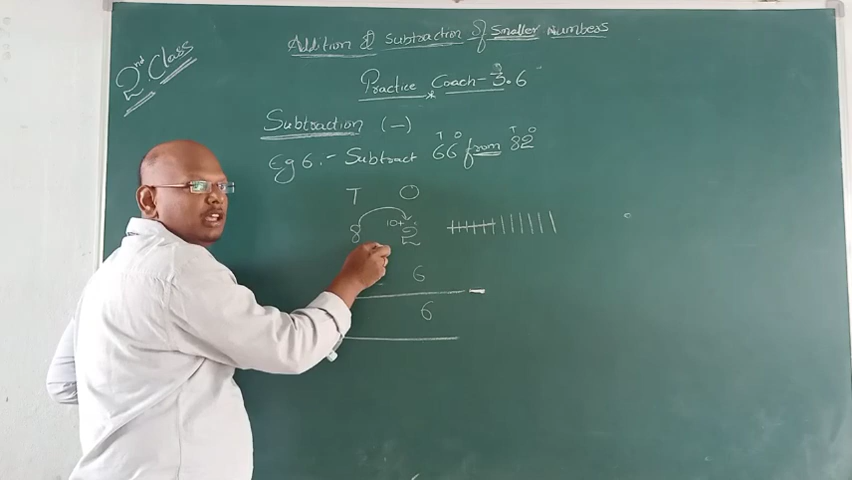 2nd Class
Addition & Subtraction of Smaller Numbers
Practice Coach - 3.6
Subtraction (-)
Eg 6 :- Subtract 66 from 82
T O T O
T O
8 10+ 2
6
6